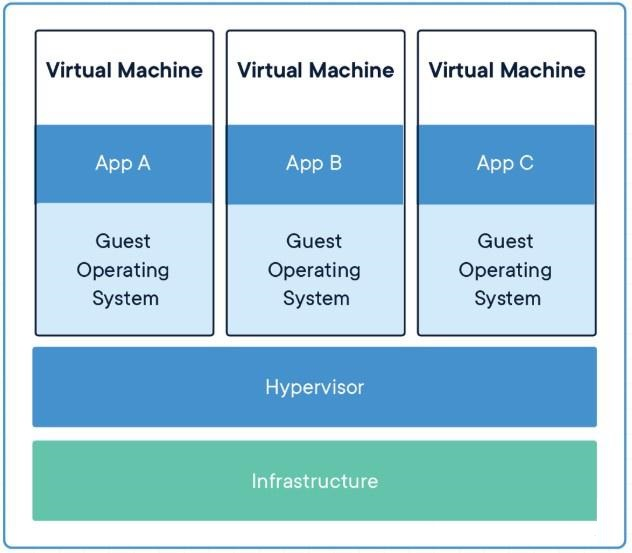 Virtual Machine
Virtual Machine
Virtual Machine
App A
App B
App C
Guest
Operating
System
Guest
Operating
System
Guest
Operating
System
Hypervisor
Infrastructure